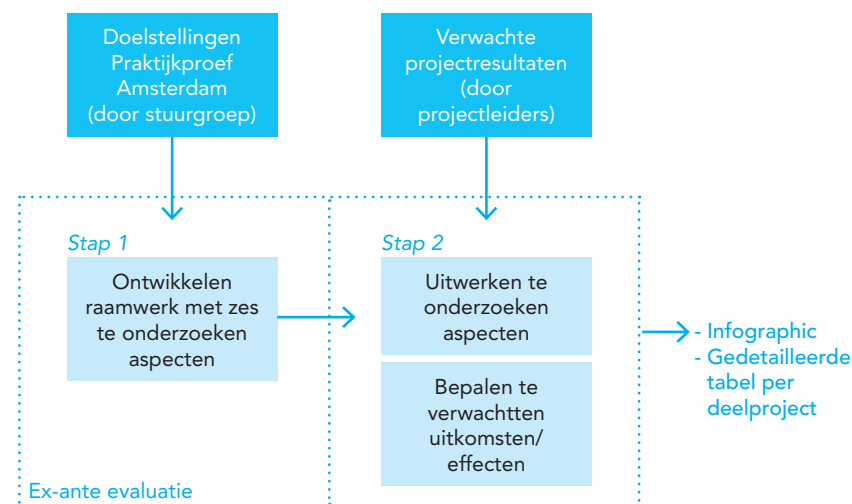 Doelstellingen
Praktijkproef
Amsterdam
(door stuurgroep)
Verwachte
projectresultaten
(door
projectleiders)
Stap 1
Ontwikkelen
raamwerk met zes
te onderzoeken
aspecten
Stap 2
Uitwerken te
onderzoeken
aspecten
Bepalen te
verwachtten
uitkomsten/
effecten
- Infographic
- Gedetailleerde
tabel per
deelproject
Ex-ante evaluatie